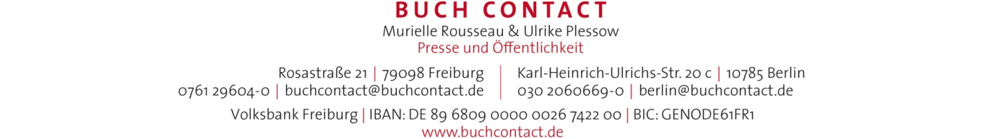 BUCH CONTACT
Murielle Rousseau & Ulrike Plessow
Presse und Öffentlichkeit
Rosastraße 21 | 79098 Freiburg
0761 29604-0 | buchcontact@buchcontact.de
Karl-Heinrich-Ulrichs-Str. 20 c | 10785 Berlin
030 2060669-0 | berlin@buchcontact.de
Volksbank Freiburg | IBAN: DE 89 6809 0000 0026 7422 00 | BIC: GENODE61FR1
www.buchcontact.de